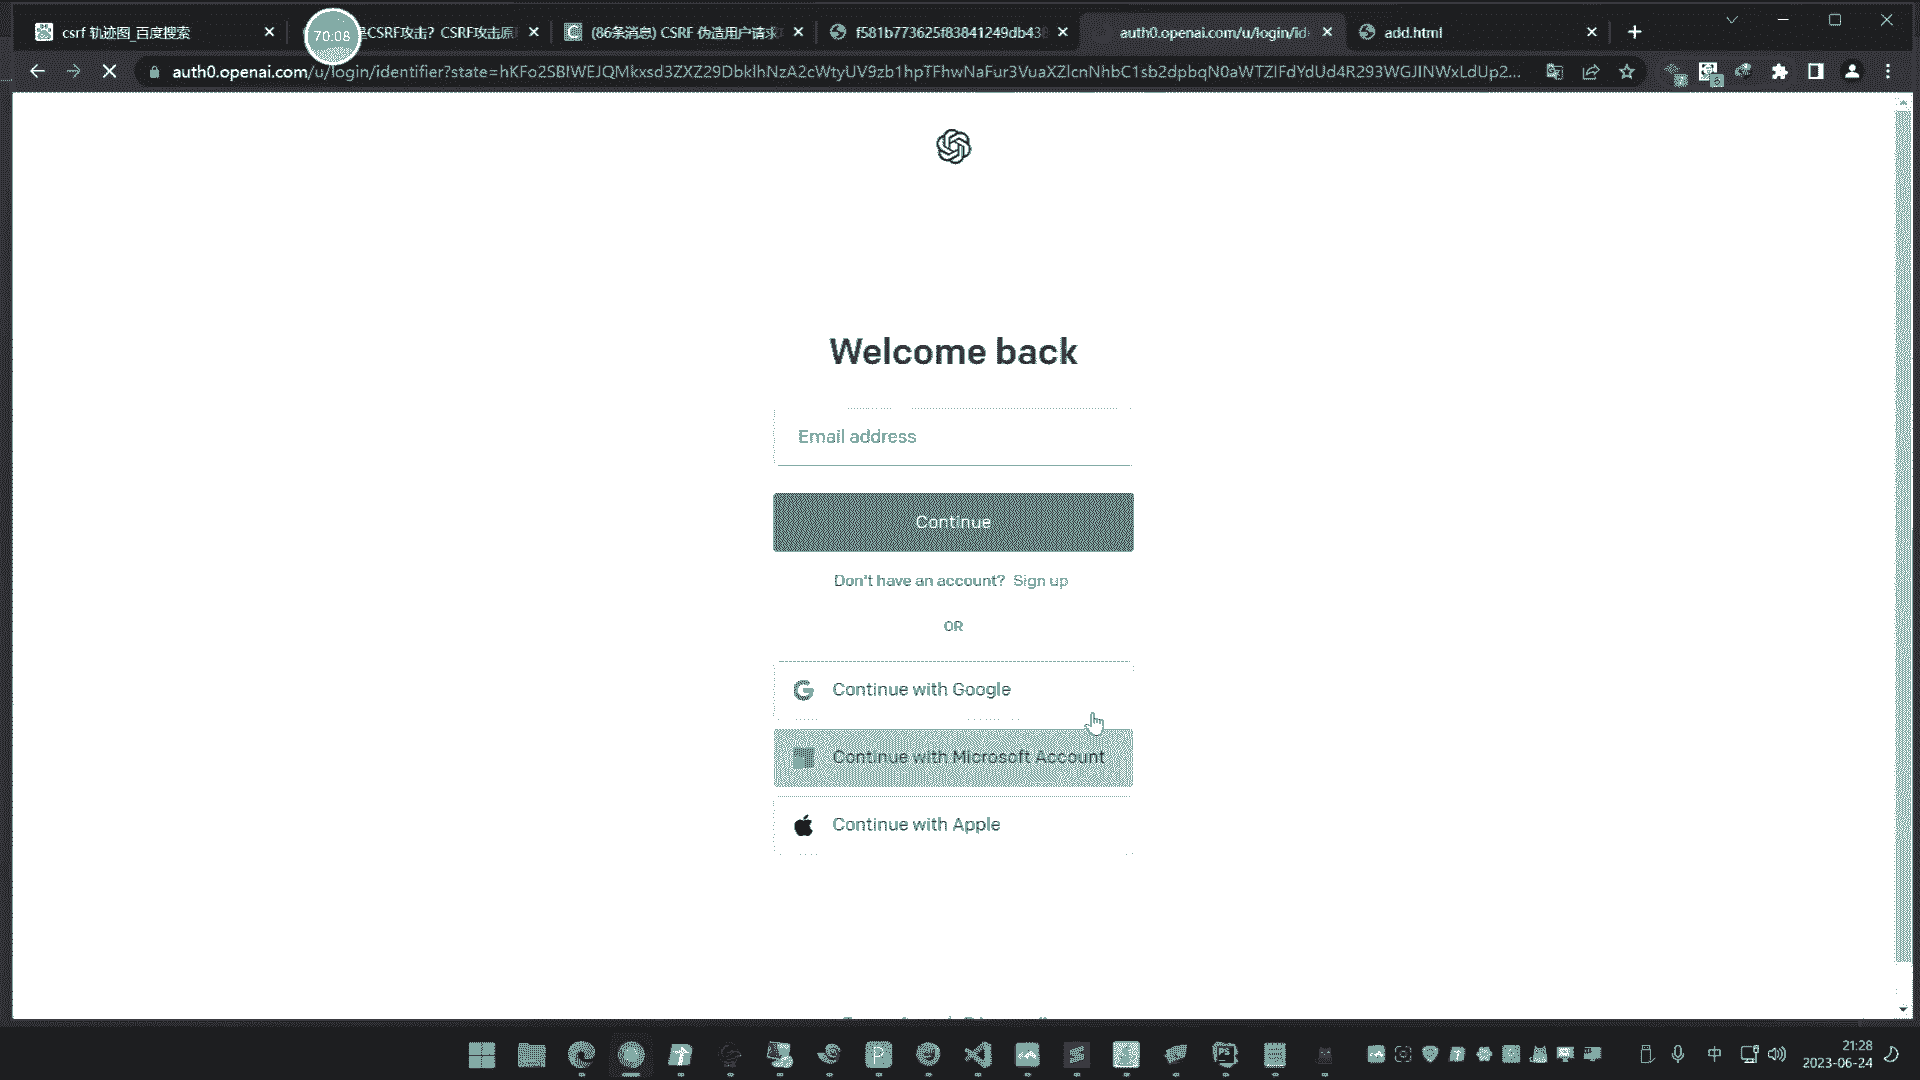 csrf 轨迹图_百度搜索
70:08
是CSRF攻击? CSRF攻击原
(86条消息) CSRF 伪造用户请求
f581b773625f83841249db438
auth0.openai.com/u/login/id
add.html
auth0.openai.com/u/login/identifier?state=
Welcome back
Email address
Continue
Don't have an account? Sign up
OR
Continue with Google
Continue with Microsoft Account
Continue with Apple
中
21:28
2023-06-24